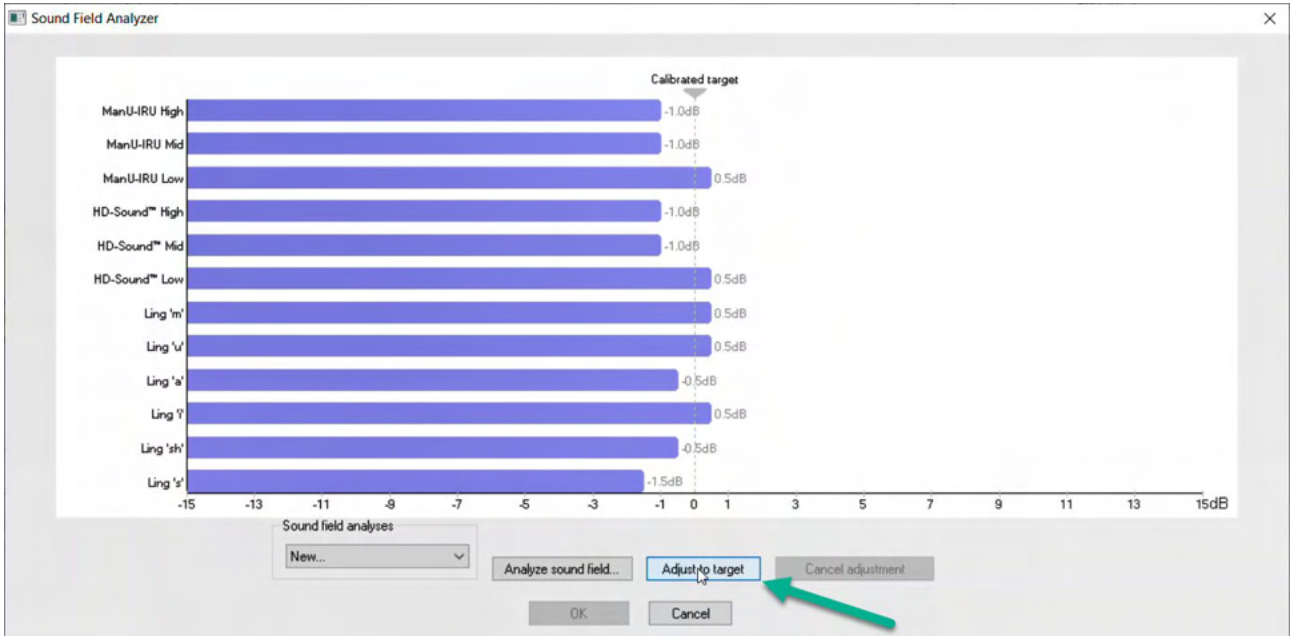 Sound Field Analyzer
Calibrated target
ManU-IRU High -1.0dB
ManU-IRU Mid -1.0dB
ManU-IRU Low 0.5dB
HD-Sound™ High -1.0dB
HD-Sound™ Mid -1.0dB
HD-Sound™ Low 0.5dB
Ling 'm' 0.5dB
Ling 'u' 0.5dB
Ling 'a' -0.5dB
Ling 'i' 0.5dB
Ling 'sh' -0.5dB
Ling 's' -1.5dB
-15 -13 -11 -9 -7 -5 -3 -1 0 1 3 5 7 9 11 13 15dB
Sound field analyses
New...
Analyze sound field... Adjust to target Cancel adjustment
OK Cancel